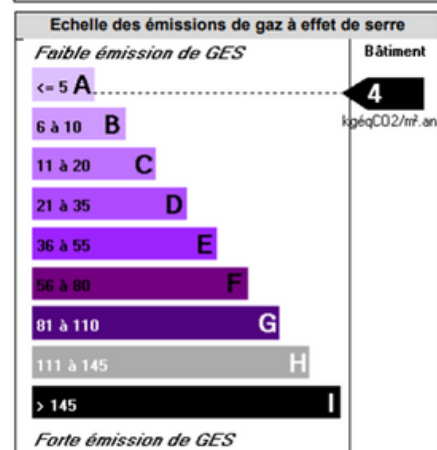 Echelle des émissions de gaz à effet de serre
Faible émission de GES
Bâtiment
<= 5 A
4
kgéqCO2/m².an
6 à 10 B
11 à 20 C
21 à 35 D
36 à 55 E
56 à 80 F
81 à 110 G
111 à 145 H
> 145 I
Forte émission de GES